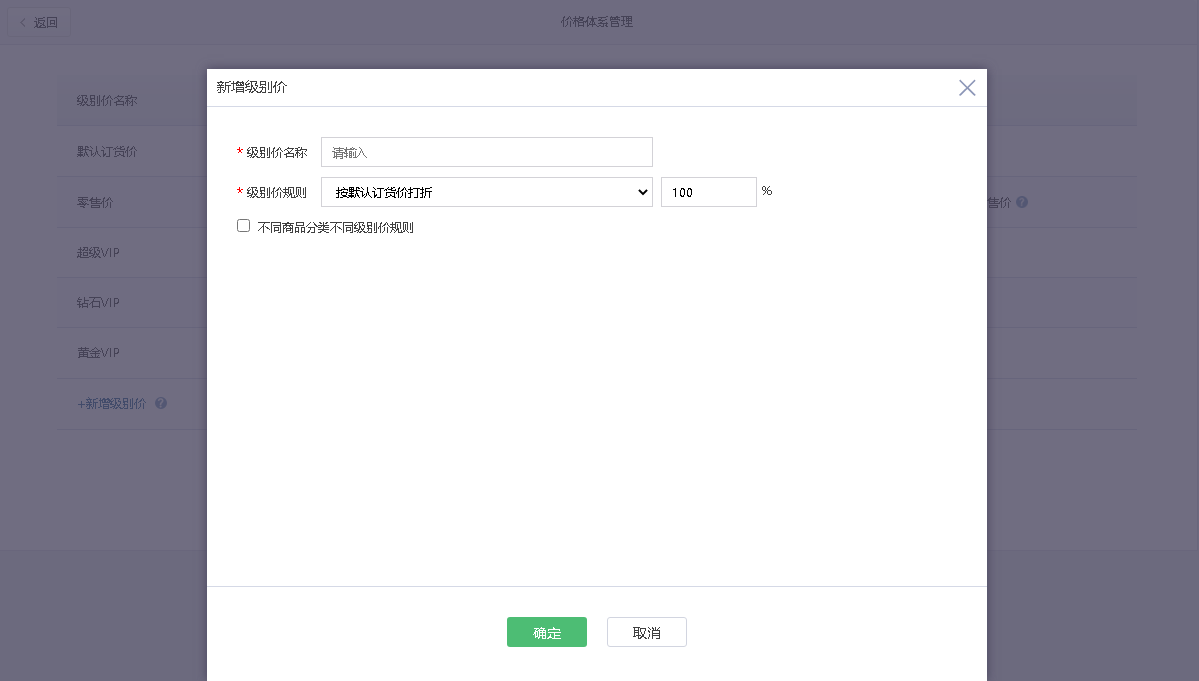 返回
价格体系管理
新增级别价
级别价名称
默认订货价
零售价
售价
超级VIP
钻石VIP
黄金VIP
+新增级别价
* 级别价名称 请输入
* 级别价规则 按默认订货价打折 100 %
不同商品分类不同级别价规则
确定 取消